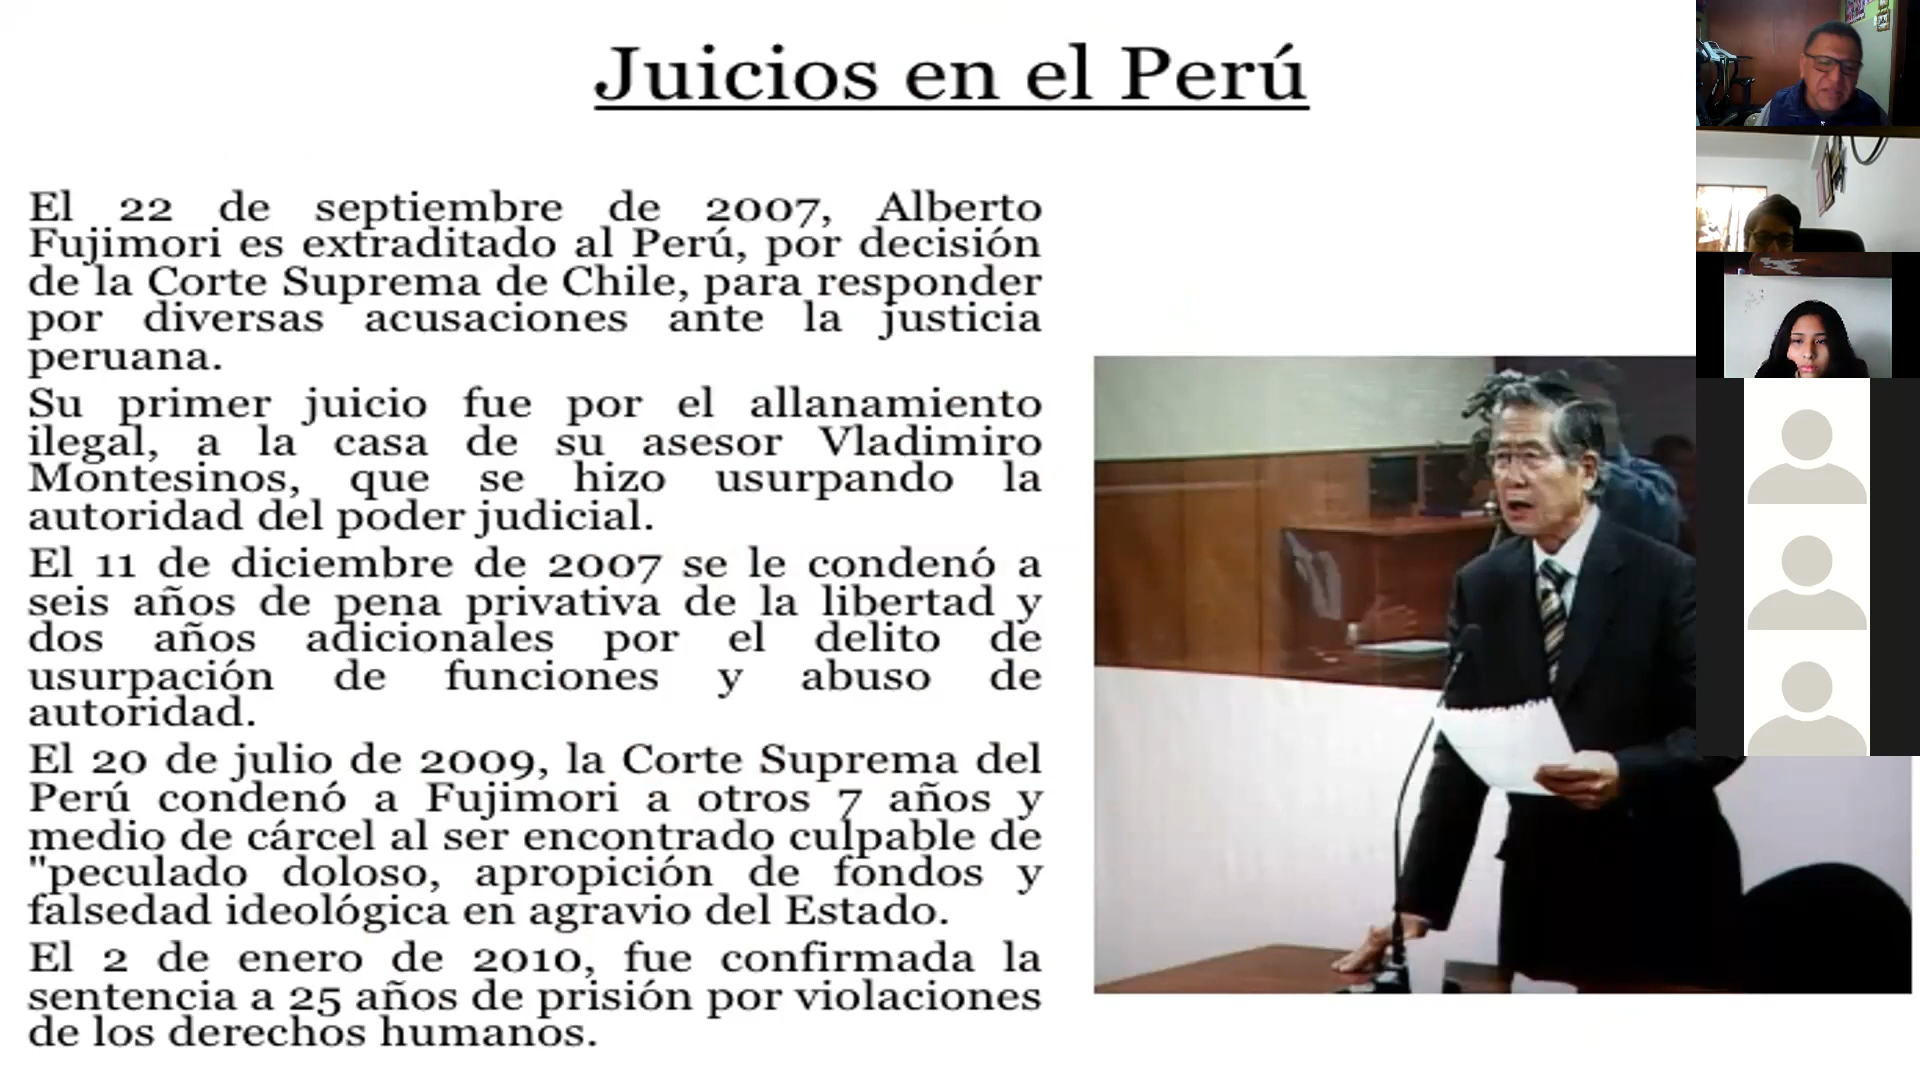 Juicios en el Perú
El 22 de septiembre de 2007, Alberto
Fujimori es extraditado al Perú, por decisión
de la Corte Suprema de Chile, para responder
por diversas acusaciones ante la justicia
peruana.
Su primer juicio fue por el allanamiento
ilegal, a la casa de su asesor Vladimiro
Montesinos, que se hizo usurpando la
autoridad del poder judicial.
El 11 de diciembre de 2007 se le condenó a
seis años de pena privativa de la libertad y
dos años adicionales por el delito de
usurpación de funciones y abuso de
autoridad.
El 20 de julio de 2009, la Corte Suprema del
Perú condenó a Fujimori a otros 7 años y
medio de cárcel al ser encontrado culpable de
"peculado doloso, apropición de fondos y
falsedad ideológica en agravio del Estado.
El 2 de enero de 2010, fue confirmada la
sentencia a 25 años de prisión por violaciones
de los derechos humanos.